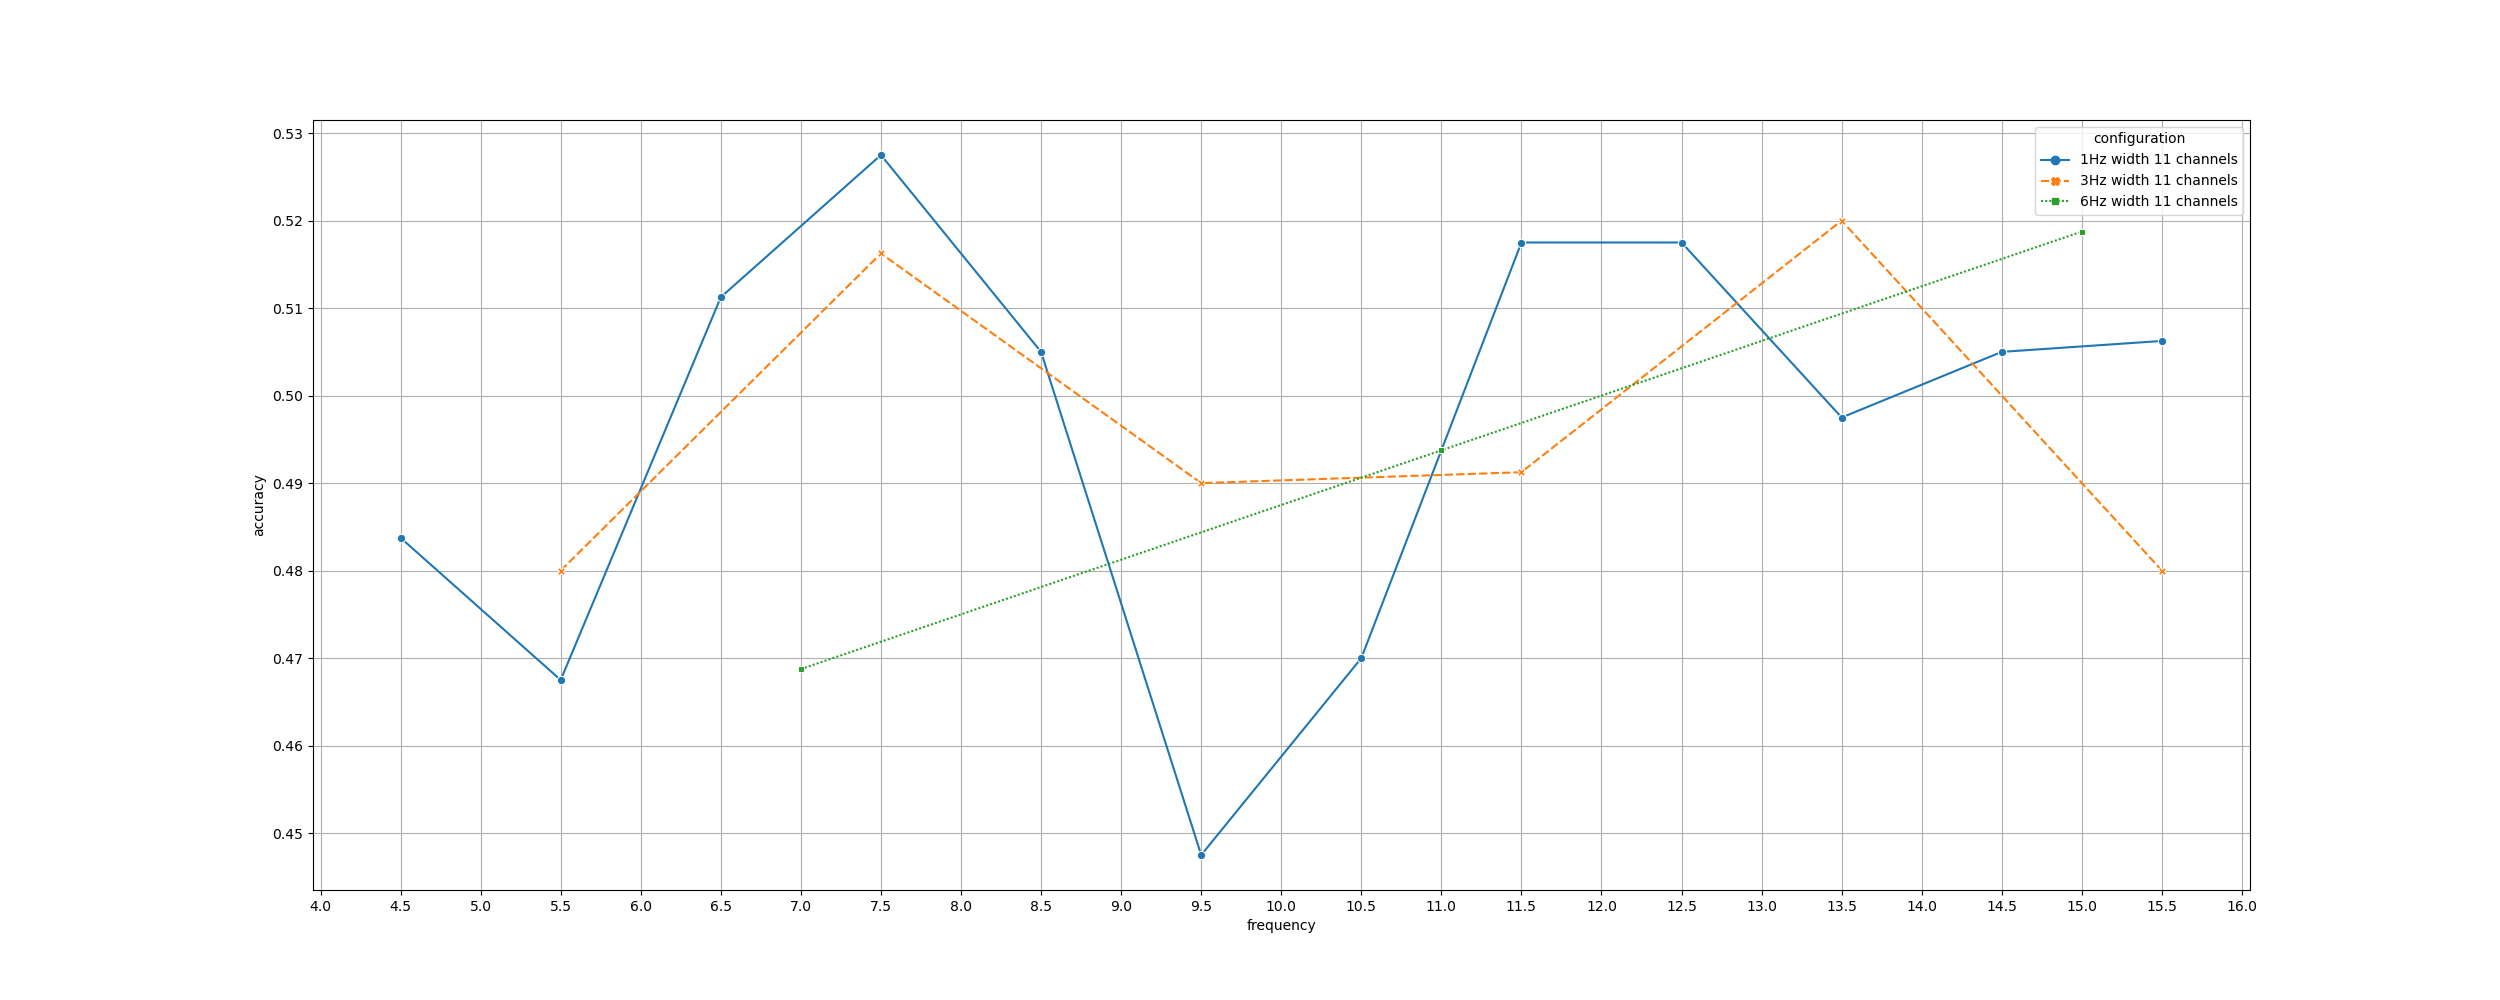 configuration
1Hz width 11 channels
3Hz width 11 channels
6Hz width 11 channels
0.53
0.52
0.51
0.50
0.49
0.48
0.47
0.46
0.45
accuracy
4.0 4.5 5.0 5.5 6.0 6.5 7.0 7.5 8.0 8.5 9.0 9.5 10.0 10.5 11.0 11.5 12.0 12.5 13.0 13.5 14.0 14.5 15.0 15.5 16.0
frequency